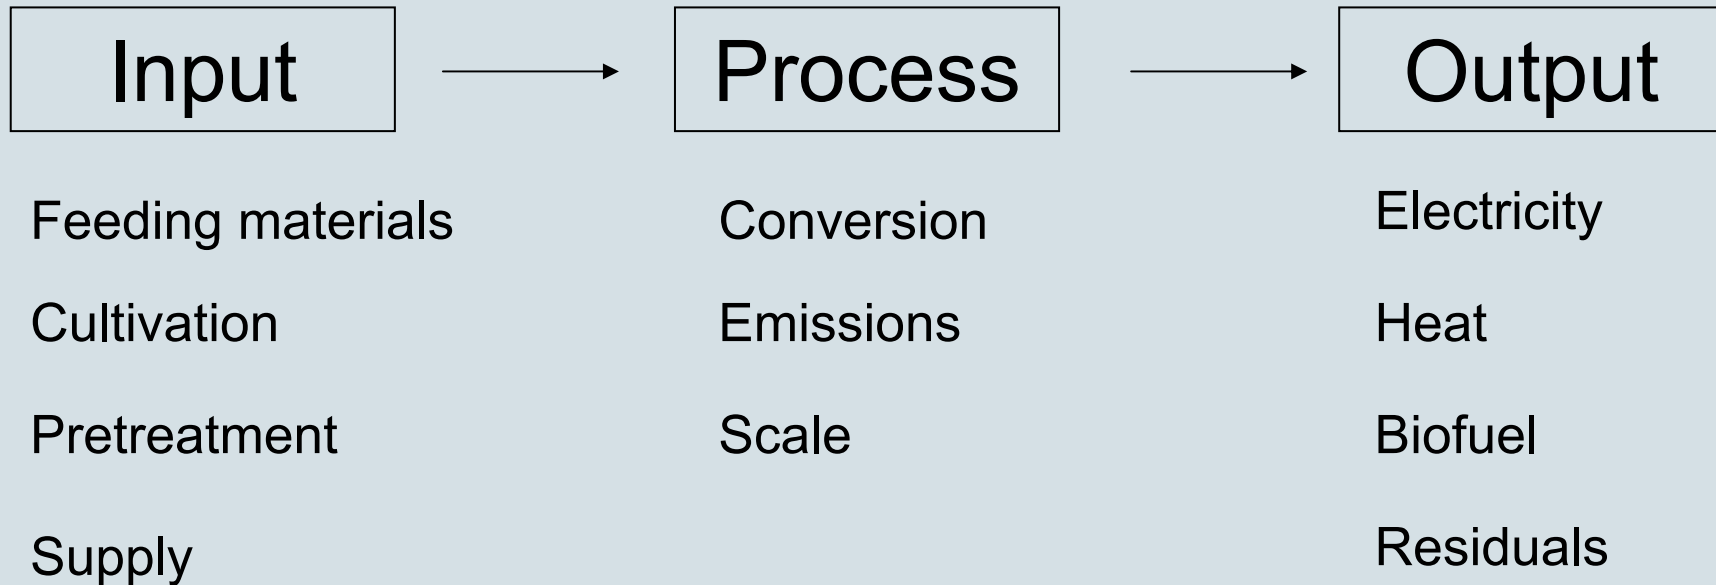 Input
Process
Output
Feeding materials
Conversion
Electricity
Cultivation
Emissions
Heat
Pretreatment
Scale
Biofuel
Supply
Residuals